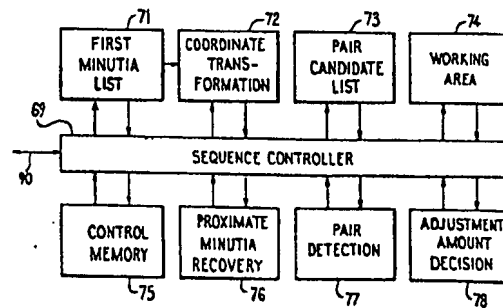 71
72
73
74
FIRST
MINUTIA
LIST
COORDINATE
TRANS-
FORMATION
PAIR
CANDIDATE
LIST
WORKING
AREA
69
90
SEQUENCE CONTROLLER
CONTROL
MEMORY
PROXIMATE
MINUTIA
RECOVERY
PAIR
DETECTION
ADJUSTMENT
AMOUNT
DECISION
75
76
77
78